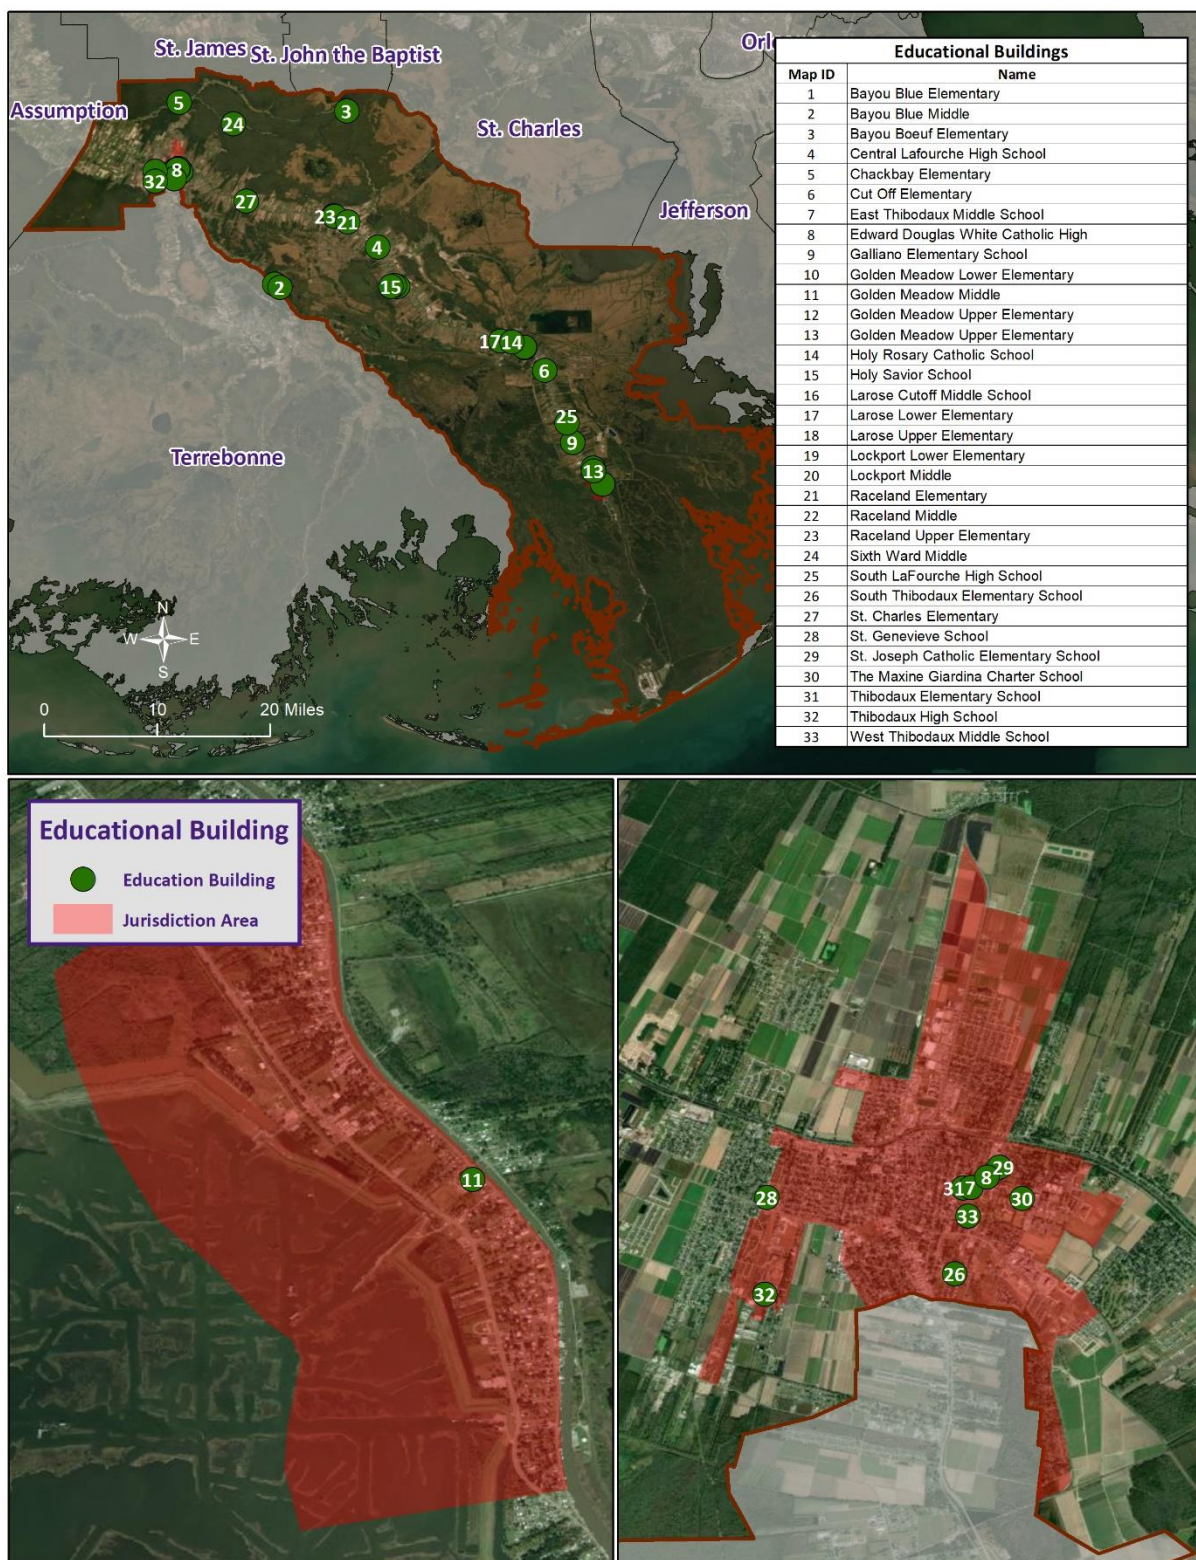 St. James
St. John the Baptist
Assumption
St. Charles
Jefferson
Terrebonne
5
3
24
8
32
27
23
21
4
2
15
17
14
6
25
9
13
N
W
E
S
0
10
20 Miles
Educational Buildings
Map ID Name
1 Bayou Blue Elementary
2 Bayou Blue Middle
3 Bayou Boeuf Elementary
4 Central Lafourche High School
5 Chackbay Elementary
6 Cut Off Elementary
7 East Thibodaux Middle School
8 Edward Douglas White Catholic High
9 Galliano Elementary School
10 Golden Meadow Lower Elementary
11 Golden Meadow Middle
12 Golden Meadow Upper Elementary
13 Golden Meadow Upper Elementary
14 Holy Rosary Catholic School
15 Holy Savior School
16 Larose Cutoff Middle School
17 Larose Lower Elementary
18 Larose Upper Elementary
19 Lockport Lower Elementary
20 Lockport Middle
21 Raceland Elementary
22 Raceland Middle
23 Raceland Upper Elementary
24 Sixth Ward Middle
25 South LaFourche High School
26 South Thibodaux Elementary School
27 St. Charles Elementary
28 St. Genevieve School
29 St. Joseph Catholic Elementary School
30 The Maxine Giardina Charter School
31 Thibodaux Elementary School
32 Thibodaux High School
33 West Thibodaux Middle School
Educational Building
Education Building
Jurisdiction Area
11
29
8
317
30
28
33
26
32